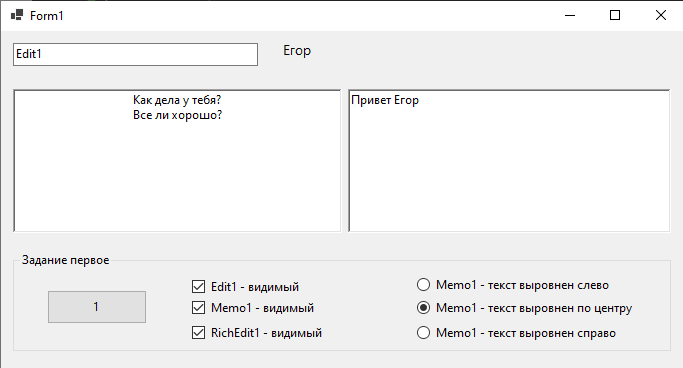 Form1
Edit1
Егор
Как дела у тебя?
Все ли хорошо?
Привет Егор
Задание первое
1
Edit1 - видимый
Memo1 - видимый
RichEdit1 - видимый
Memo1 - текст выровнен слево
Memo1 - текст выровнен по центру
Memo1 - текст выровнен справо